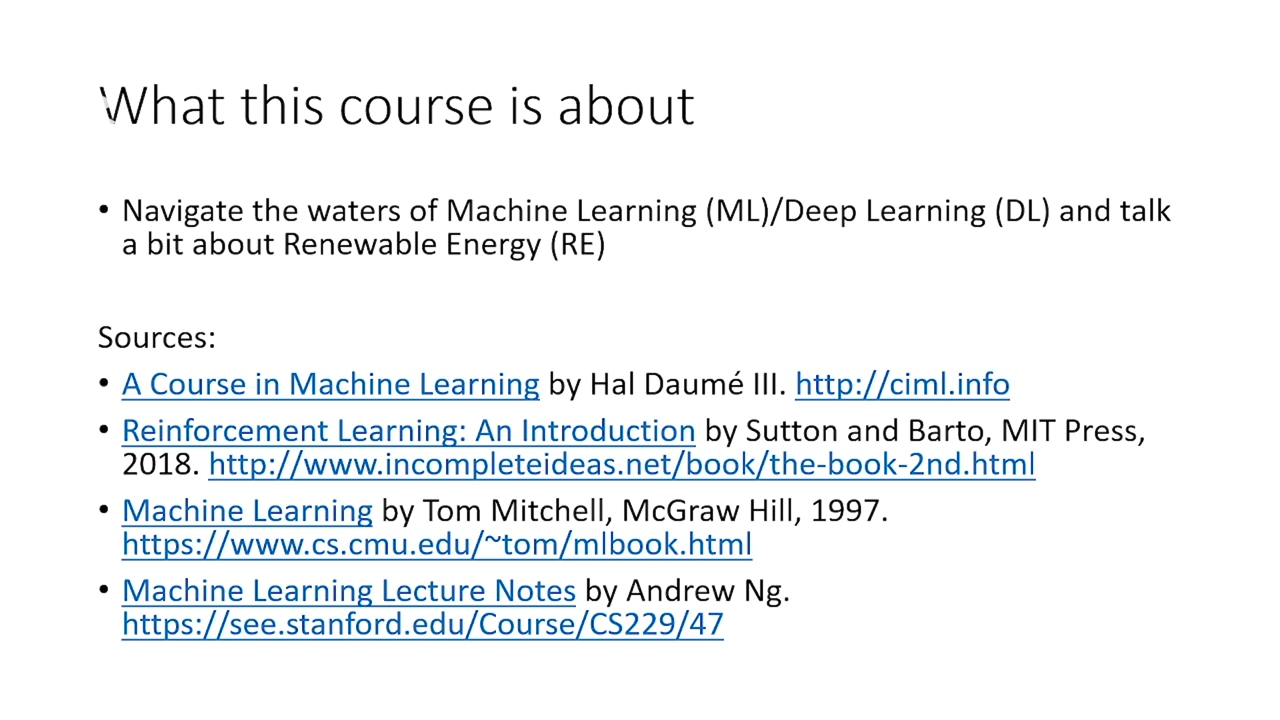 What this course is about
• Navigate the waters of Machine Learning (ML)/Deep Learning (DL) and talk
a bit about Renewable Energy (RE)
Sources:
• A Course in Machine Learning by Hal Daumé III. http://ciml.info
• Reinforcement Learning: An Introduction by Sutton and Barto, MIT Press,
2018. http://www.incompleteideas.net/book/the-book-2nd.html
• Machine Learning by Tom Mitchell, McGraw Hill, 1997.
https://www.cs.cmu.edu/~tom/mlbook.html
• Machine Learning Lecture Notes by Andrew Ng.
https://see.stanford.edu/Course/CS229/47